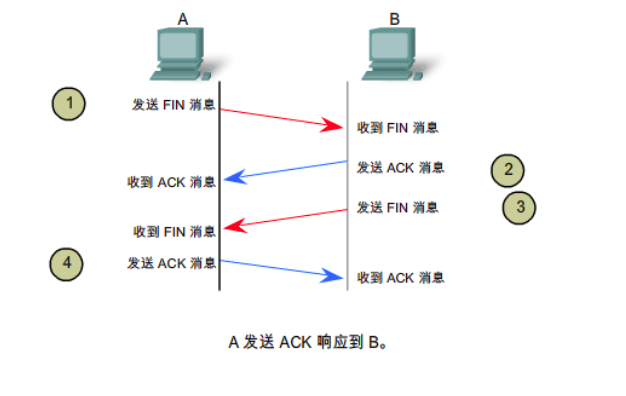 A
B
1
发送 FIN 消息
收到 FIN 消息
发送 ACK 消息
2
收到 ACK 消息
发送 FIN 消息
3
收到 FIN 消息
4
发送 ACK 消息
收到 ACK 消息
A 发送 ACK 响应到 B。